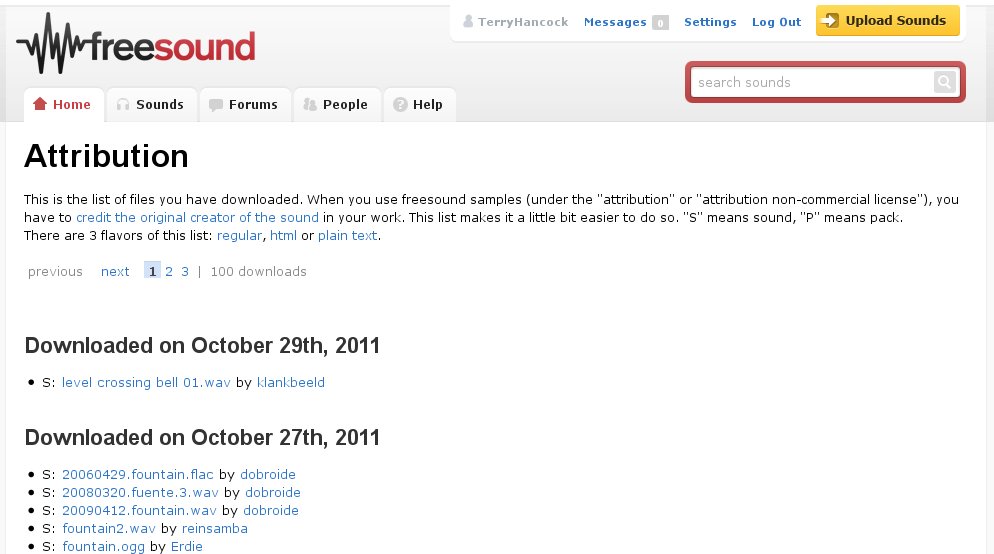 freesound
TerryHancock Messages 0 Settings Log Out Upload Sounds
search sounds
Home Sounds Forums People Help
Attribution
This is the list of files you have downloaded. When you use freesound samples (under the "attribution" or "attribution non-commercial license"), you
have to credit the original creator of the sound in your work. This list makes it a little bit easier to do so. "S" means sound, "P" means pack.
There are 3 flavors of this list: regular, html or plain text.
previous next 1 2 3 | 100 downloads
Downloaded on October 29th, 2011
• S: level crossing bell 01.wav by klankbeeld
Downloaded on October 27th, 2011
• S: 20060429.fountain.flac by dobroide
• S: 20080320.fuente.3.wav by dobroide
• S: 20090412.fountain.wav by dobroide
• S: fountain2.wav by reinsamba
• S: fountain.ogg by Erdie